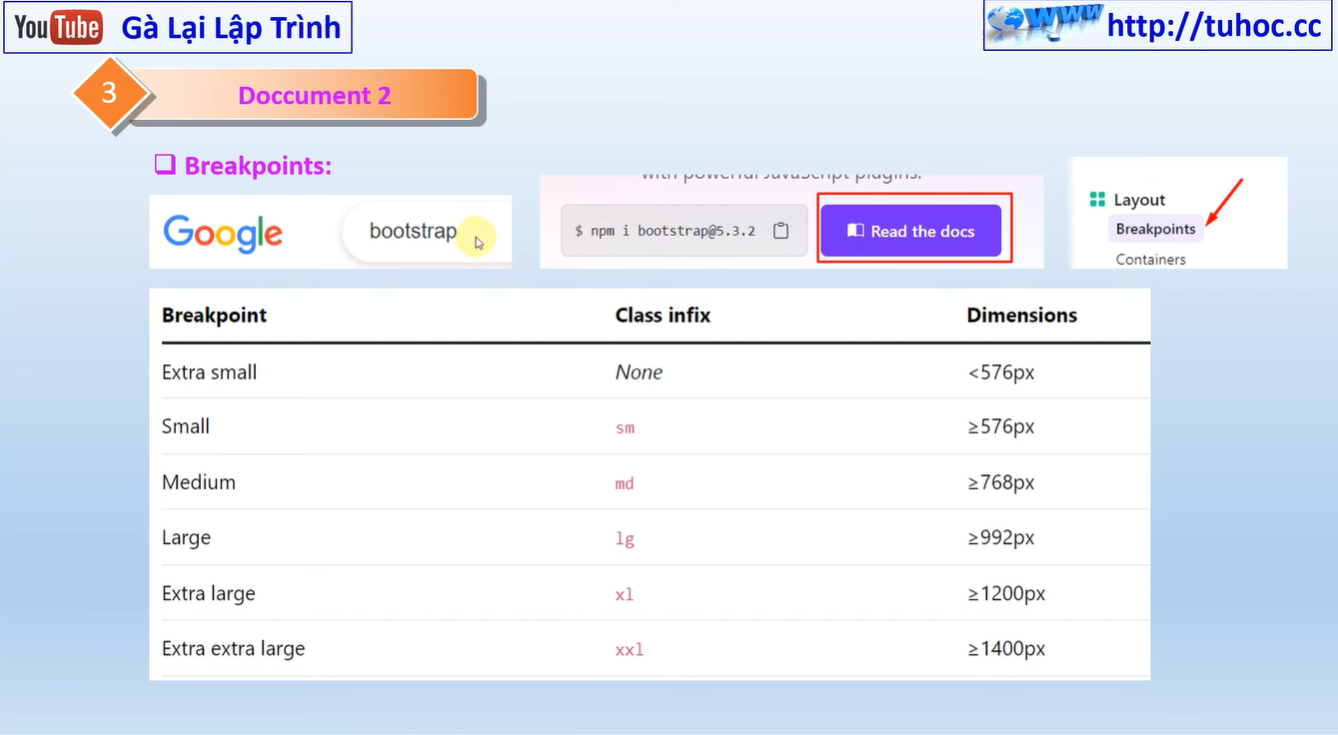 YouTube Gà Lại Lập Trình
WWW http://tuhoc.cc
3 Doccument 2
❑ Breakpoints:
Google bootstrap
with powerful JavaScript plugins.
$ npm i bootstrap@5.3.2 Read the docs
Layout
Breakpoints
Containers
Breakpoint Class infix Dimensions
Extra small None <576px
Small sm ≥576px
Medium md ≥768px
Large lg ≥992px
Extra large xl ≥1200px
Extra extra large xxl ≥1400px